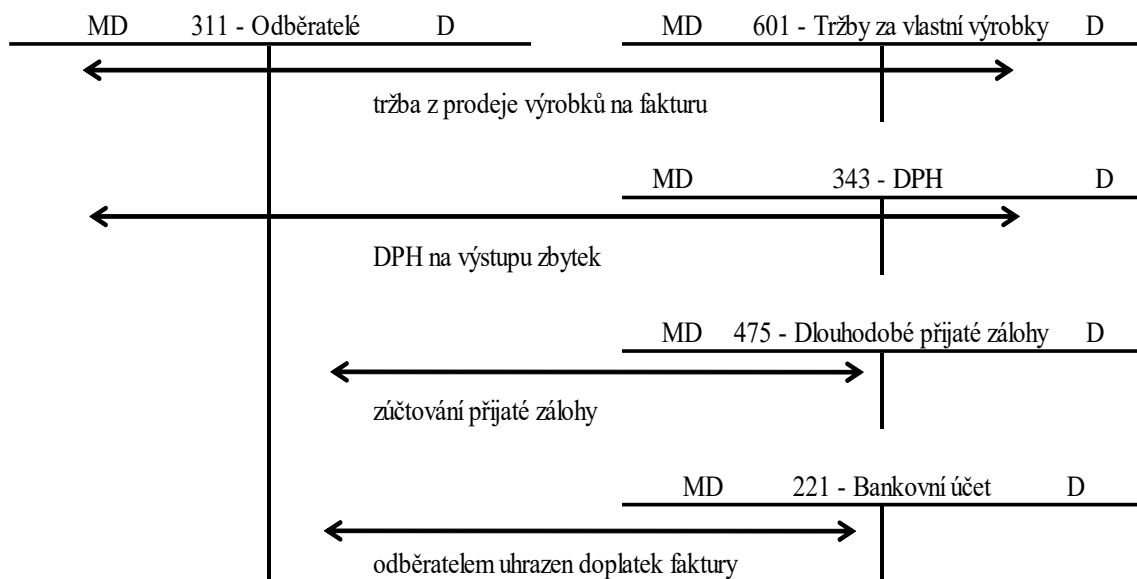 MD 311 - Odběratelé D MD 601 - Tržby za vlastní výrobky D
tržba z prodeje výrobků na fakturu
MD 343 - DPH D
DPH na výstupu zbytek
MD 475 - Dlouhodobé přijaté zálohy D
zúčtování přijaté zálohy
MD 221 - Bankovní účet D
odběratelem uhrazen doplatek faktury